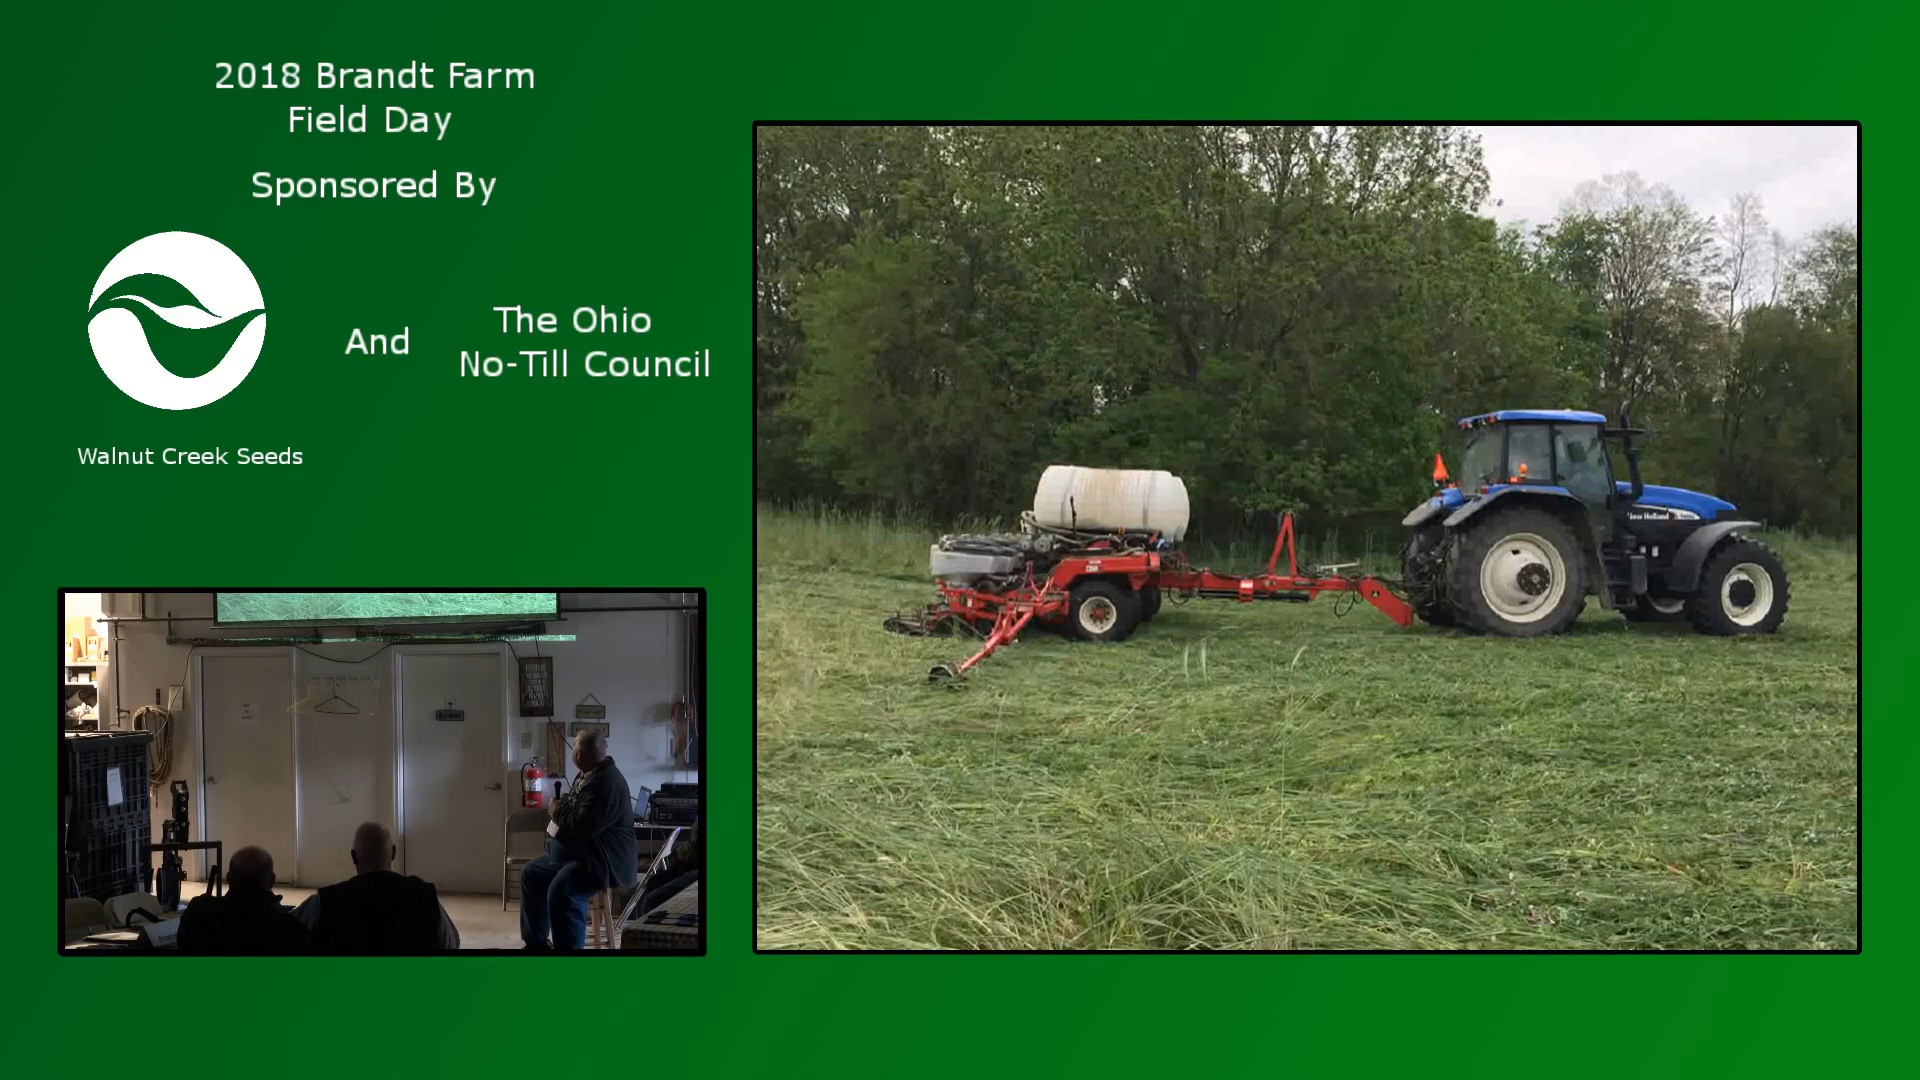 2018 Brandt Farm
Field Day
Sponsored By
And
The Ohio
No-Till Council
Walnut Creek Seeds
New Holland